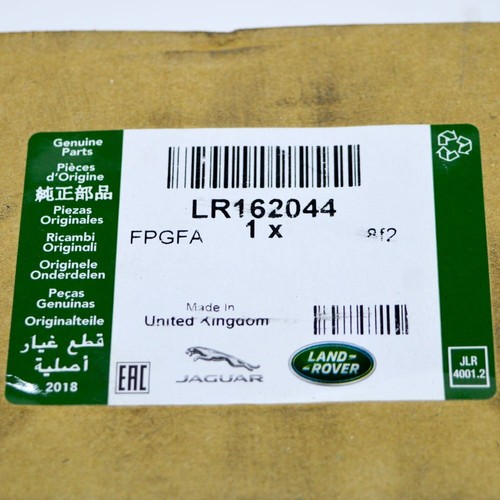 Genuine
Parts
Pièces
d'Origine
純正部品
Piezas
Originales
Ricambi
Originali
Originele
Onderdelen
Peças
Genuinas
Originalteile
قطع غيار
أصلية
2018
LR162044
1 x
FPGFA
8f2
Made in
United Kingdom
EAC
JAGUAR
LAND-
ROVER
JLR
4001.2